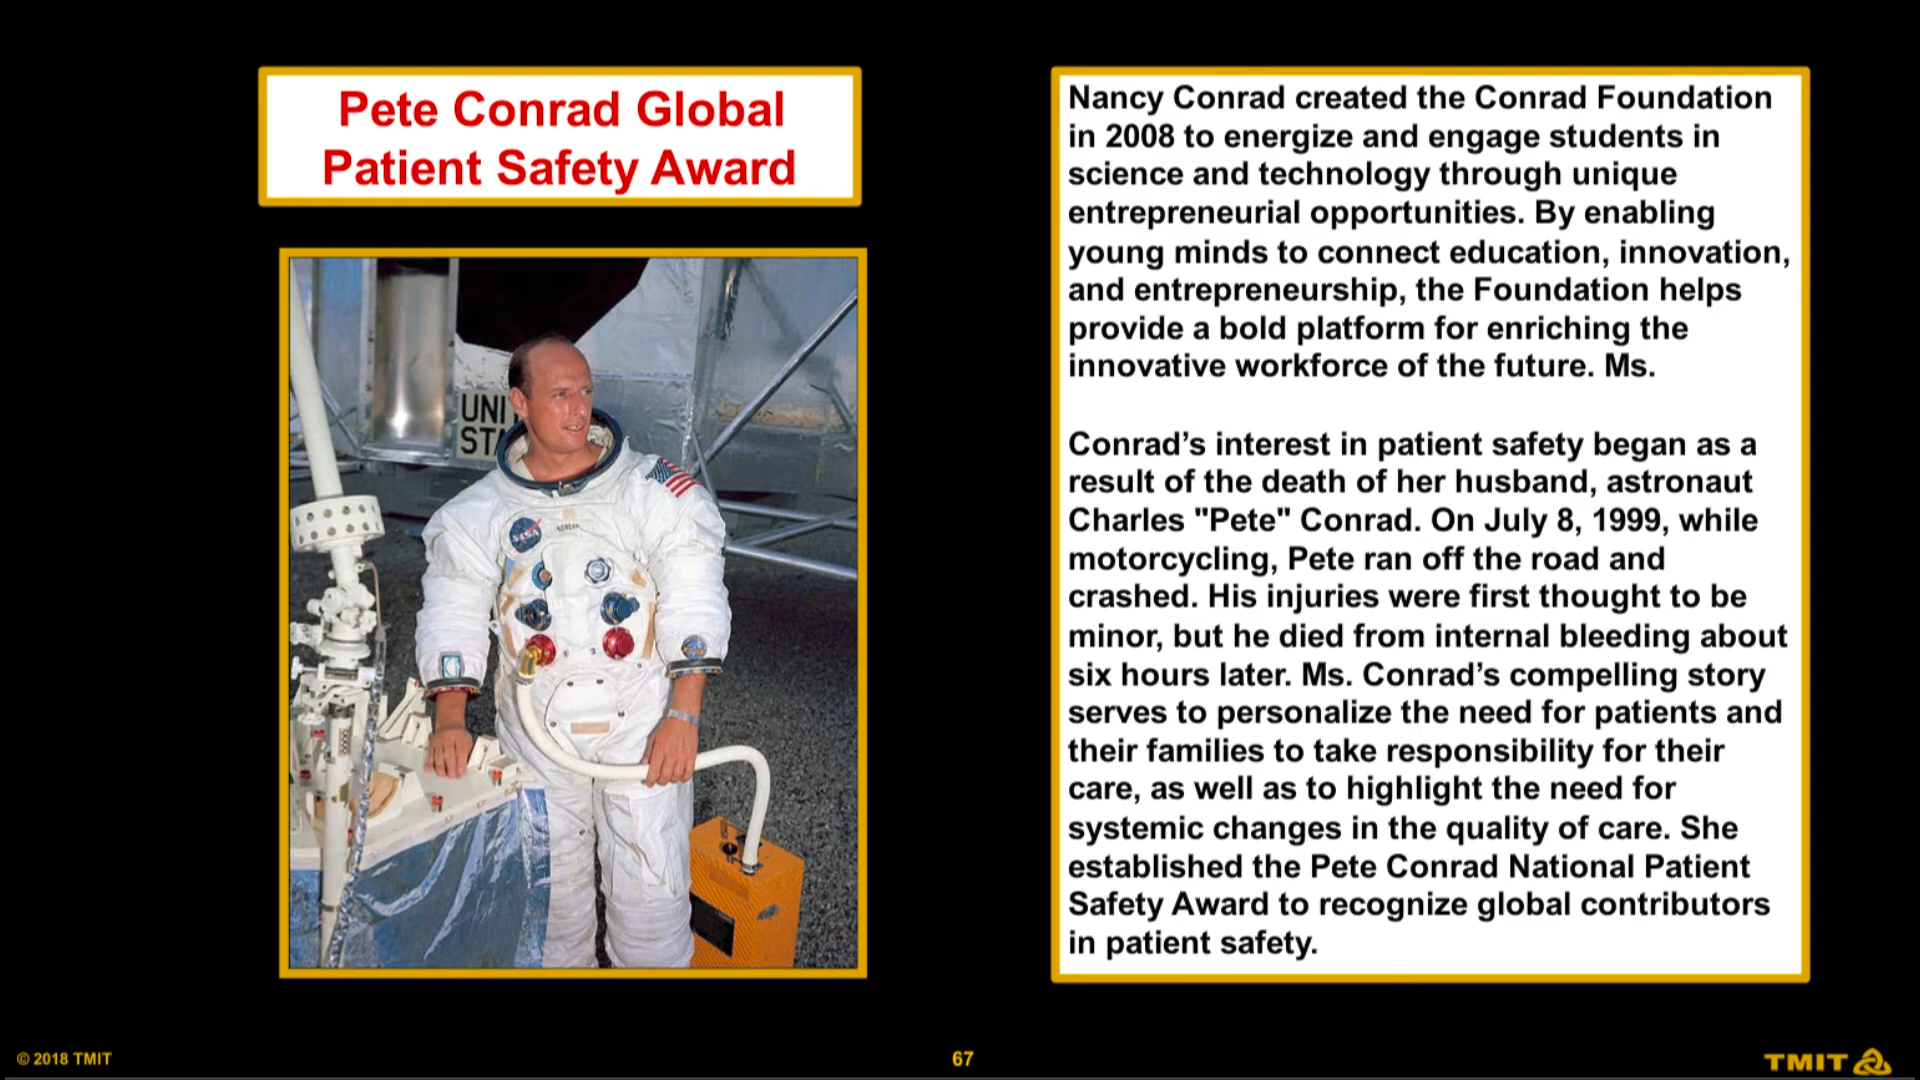 Pete Conrad Global
Patient Safety Award
UNI
STA
NASA
Nancy Conrad created the Conrad Foundation
in 2008 to energize and engage students in
science and technology through unique
entrepreneurial opportunities. By enabling
young minds to connect education, innovation,
and entrepreneurship, the Foundation helps
provide a bold platform for enriching the
innovative workforce of the future. Ms.
Conrad’s interest in patient safety began as a
result of the death of her husband, astronaut
Charles "Pete" Conrad. On July 8, 1999, while
motorcycling, Pete ran off the road and
crashed. His injuries were first thought to be
minor, but he died from internal bleeding about
six hours later. Ms. Conrad’s compelling story
serves to personalize the need for patients and
their families to take responsibility for their
care, as well as to highlight the need for
systemic changes in the quality of care. She
established the Pete Conrad National Patient
Safety Award to recognize global contributors
in patient safety.
© 2018 TMIT
67
TMIT